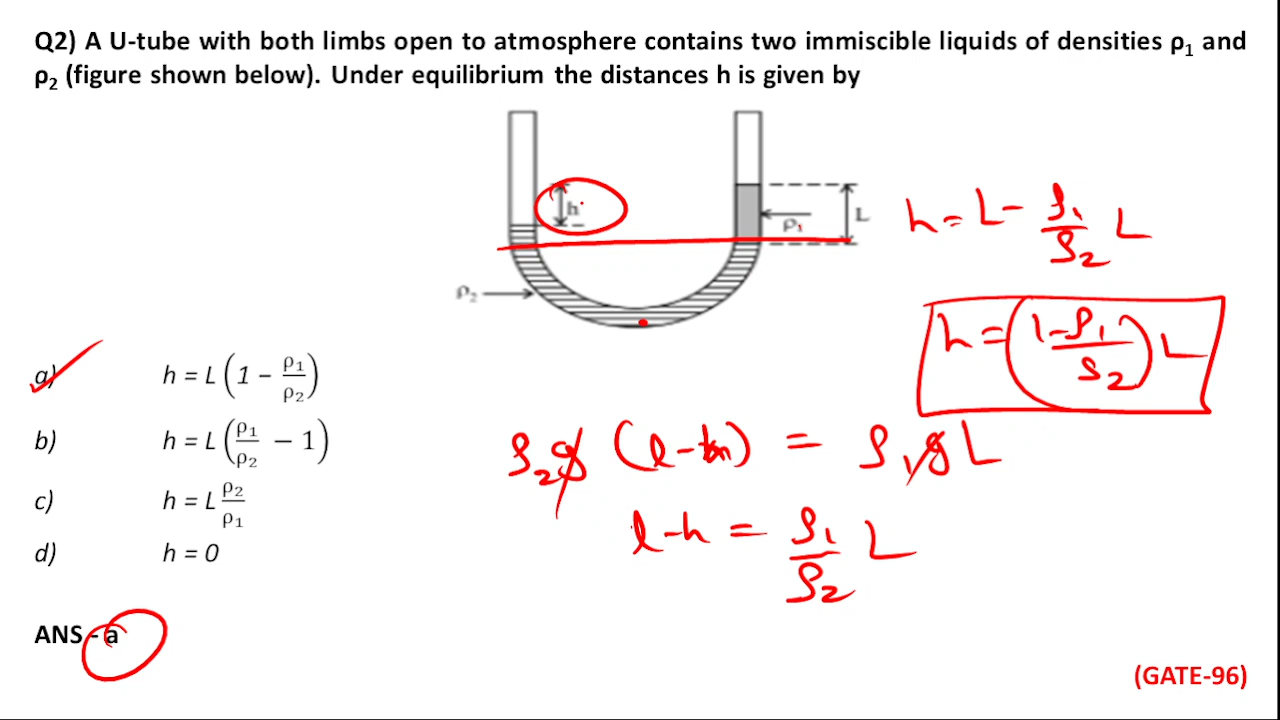 Q2) A U-tube with both limbs open to atmosphere contains two immiscible liquids of densities ρ₁ and
ρ₂ (figure shown below). Under equilibrium the distances h is given by
h
L
ρ₁
ρ₂
h = L - ρ₁/ρ₂ L
h = (1-ρ₁/ρ₂) L
a) h = L (1 − ρ₁/ρ₂)
b) h = L (ρ₁/ρ₂ − 1)
c) h = L ρ₂/ρ₁
d) h = 0
ρ₂g (l-h) = ρ₁g L
l-h = ρ₁/ρ₂ L
ANS - a
(GATE-96)